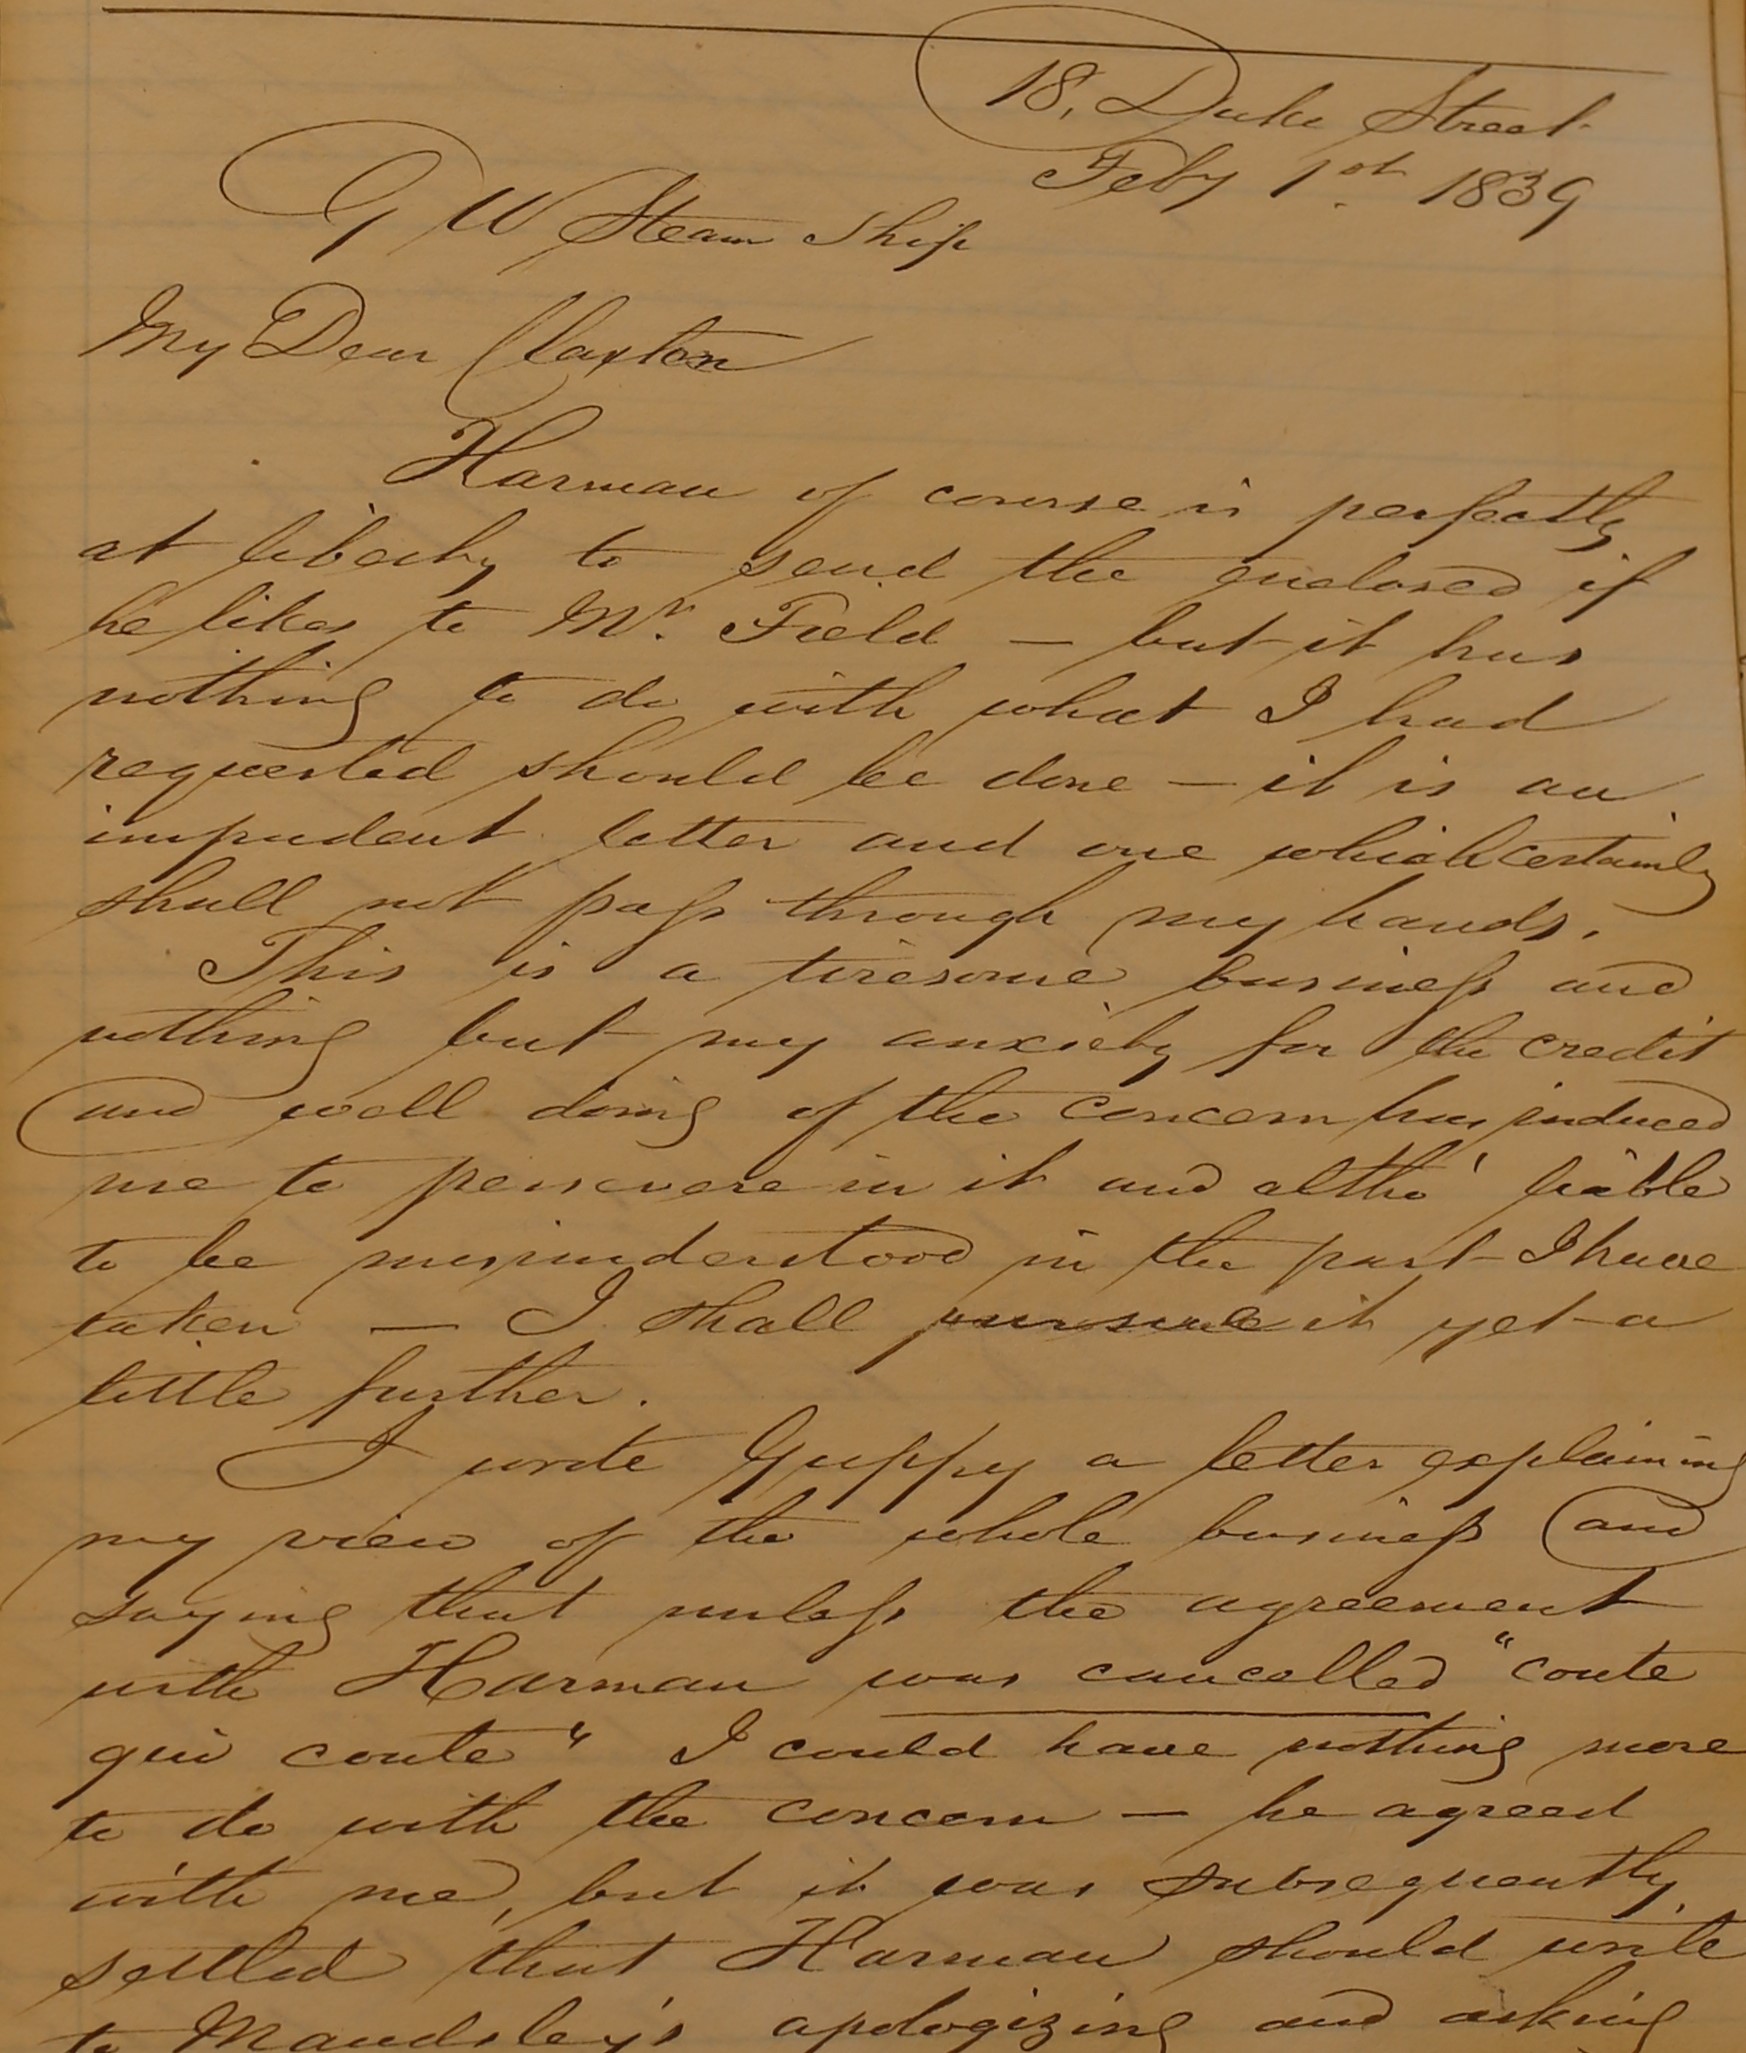 18, Duke Street
Feby 1st 1839
G W Steam Ship
My Dear Claxton
Harman of course is perfectly
at liberty to send the enclosed if
he likes to Mr. Field — but it has
nothing to do with what I had
requested should be done — it is an
impudent letter and one which certainly
shall not pass through my hands.
This is a tiresome business and
nothing but my anxiety for the credit
and well doing of the concern has induced
me to persevere in it and altho' liable
to be misunderstood in the part I have
taken — I shall pursue it yet a
little further.
I wrote Guppy a letter explaining
my view of the whole business and
saying that unless the agreement
with Harman was cancelled "coute
qui coute" I could have nothing more
to do with the concern — he agreed
with me, but it was subsequently
settled that Harman should write
to Maudsley's apologizing and asking